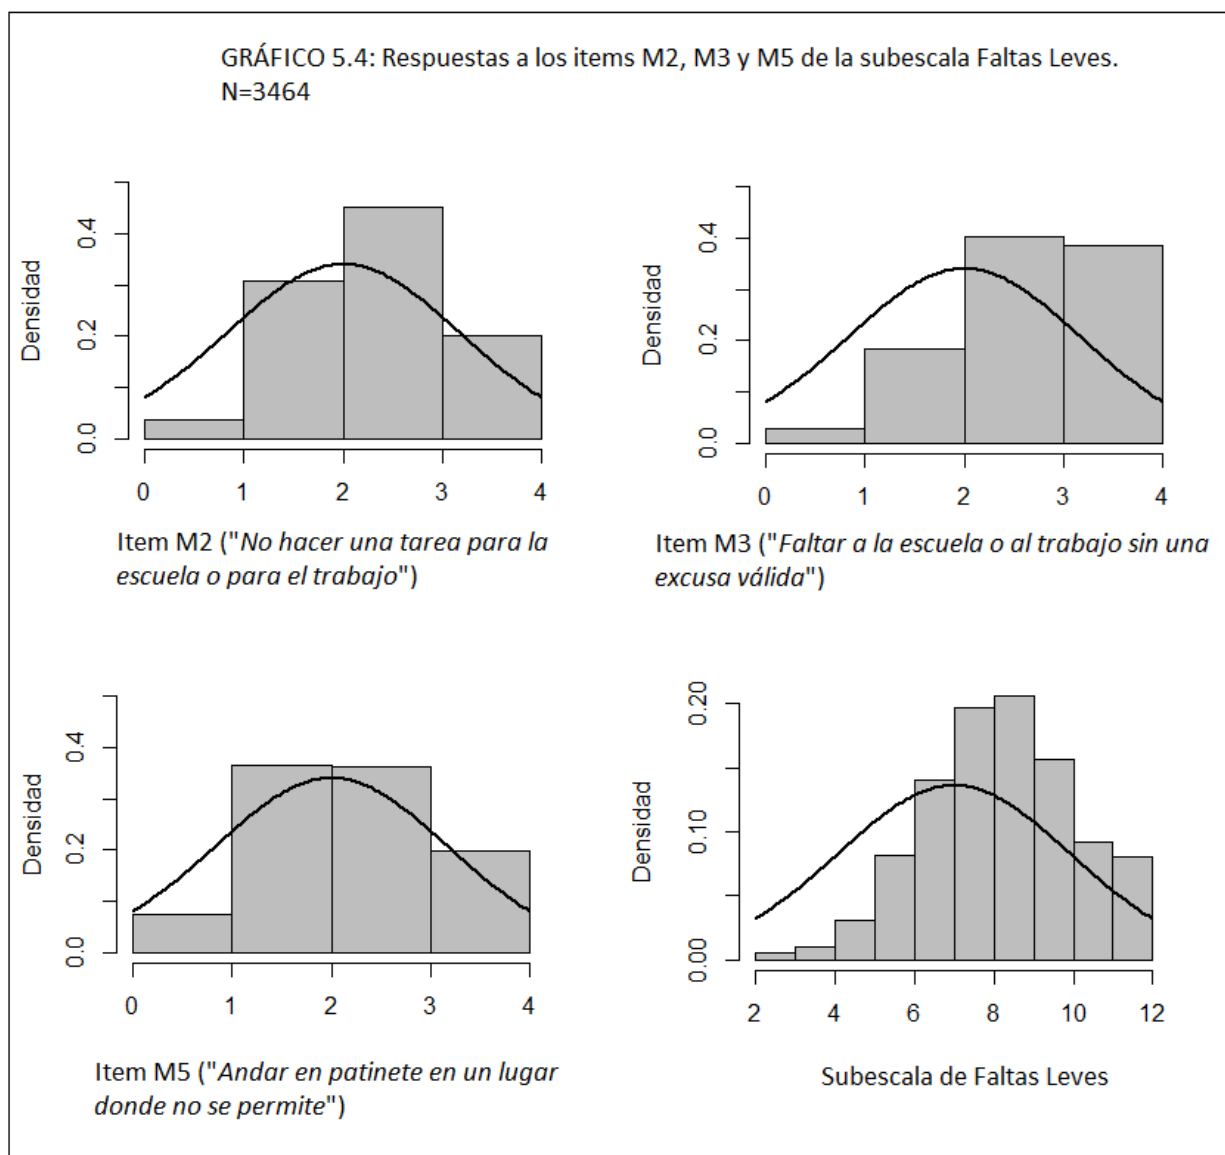 GRÁFICO 5.4: Respuestas a los items M2, M3 y M5 de la subescala Faltas Leves.
N=3464
Densidad
0.0 0.2 0.4
0 1 2 3 4
Item M2 ("No hacer una tarea para la
escuela o para el trabajo")
Densidad
0.0 0.2 0.4
0 1 2 3 4
Item M3 ("Faltar a la escuela o al trabajo sin una
excusa válida")
Densidad
0.0 0.2 0.4
0 1 2 3 4
Item M5 ("Andar en patinete en un lugar
donde no se permite")
Densidad
0.00 0.10 0.20
2 4 6 8 10 12
Subescala de Faltas Leves